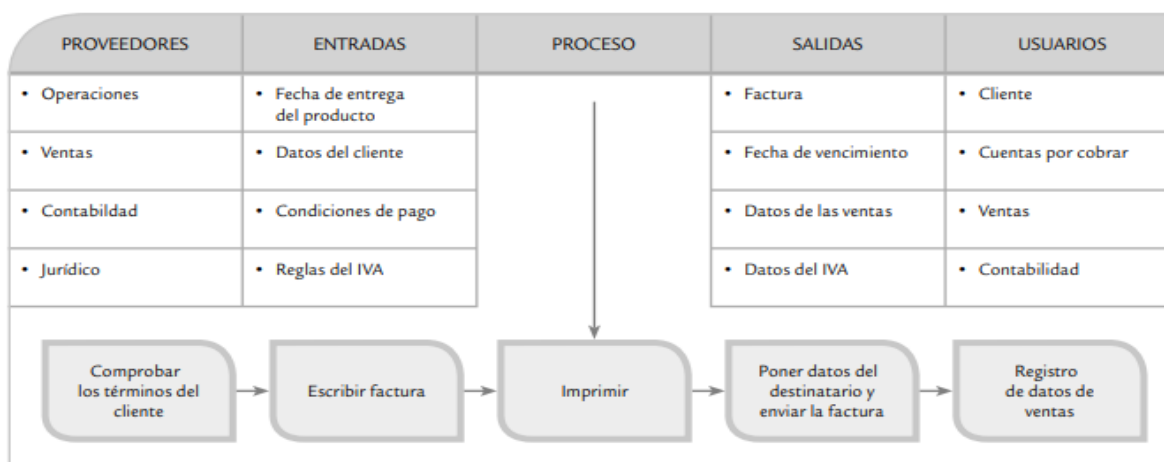 PROVEEDORES ENTRADAS PROCESO SALIDAS USUARIOS
• Operaciones
• Fecha de entrega
del producto
• Factura
• Cliente
• Ventas
• Datos del cliente
• Fecha de vencimiento
• Cuentas por cobrar
• Contabildad
• Condiciones de pago
• Datos de las ventas
• Ventas
• Jurídico
• Reglas del IVA
• Datos del IVA
• Contabilidad
Comprobar
los términos del
cliente
Escribir factura
Imprimir
Poner datos del
destinatario y
enviar la factura
Registro
de datos de
ventas